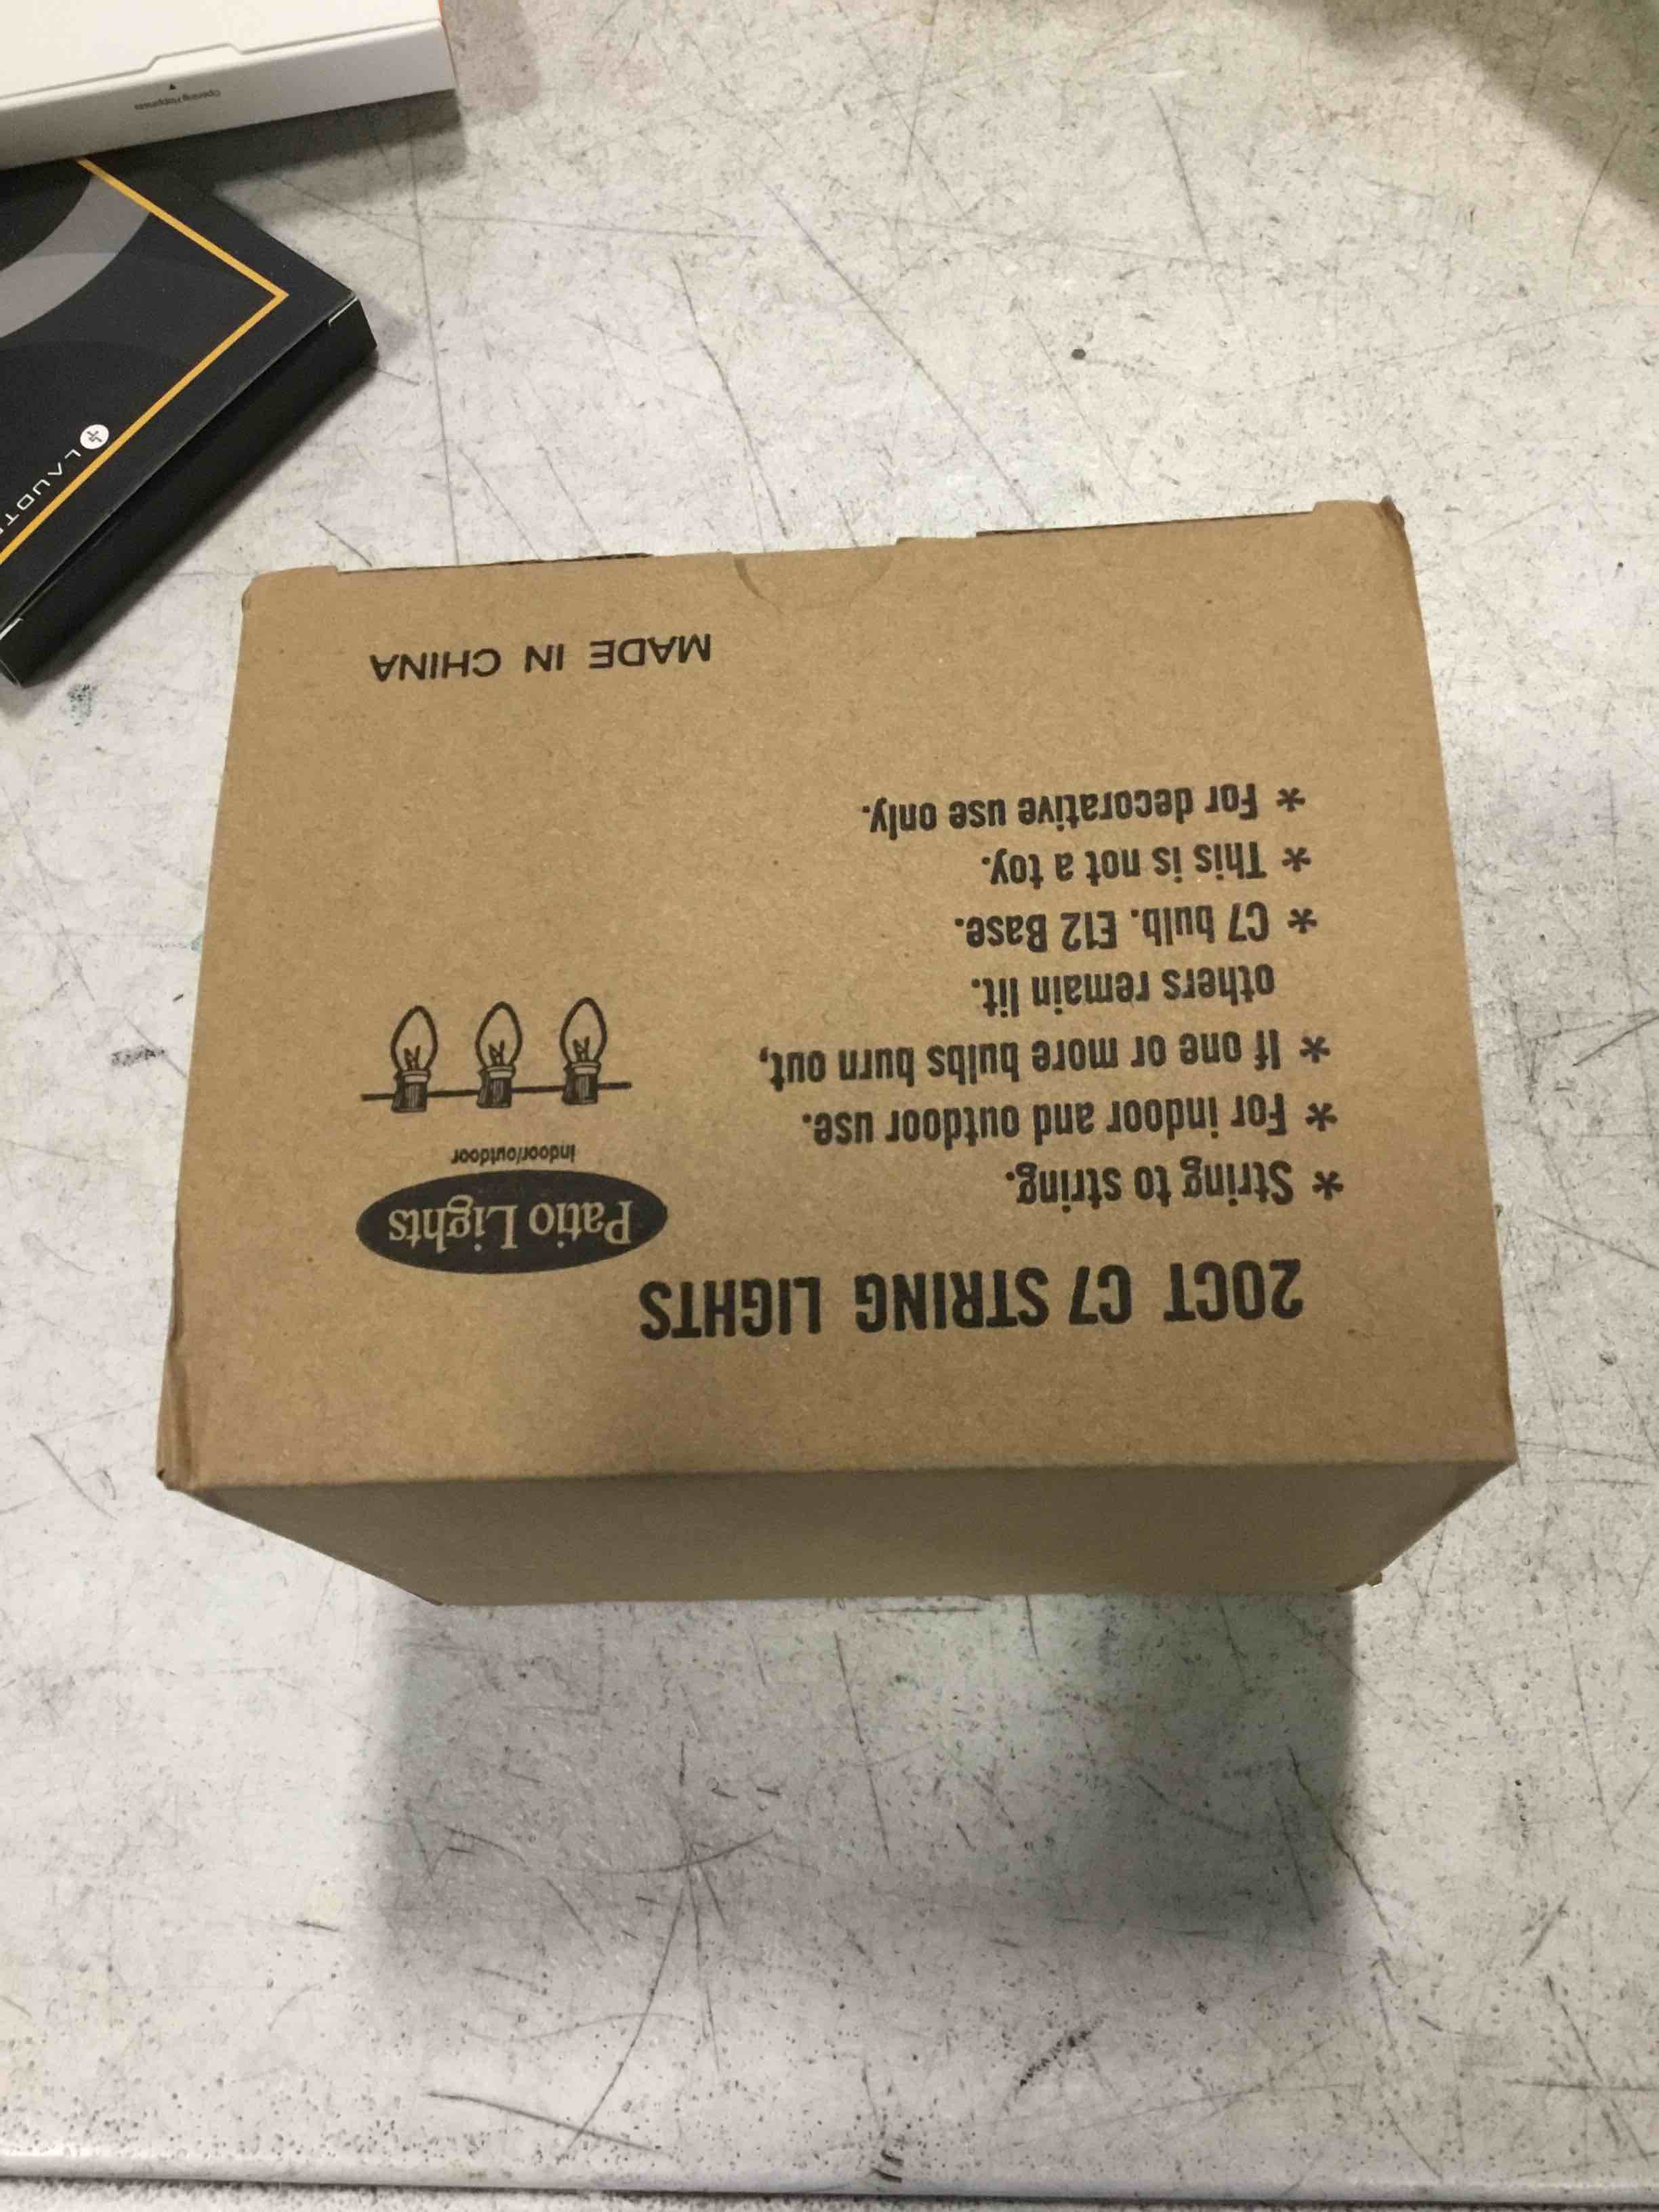 20CT C7 STRING LIGHTS
* String to string.
* For indoor and outdoor use.
* If one or more bulbs burn out,
others remain lit.
* C7 bulb. E12 Base.
* This is not a toy.
* For decorative use only.
Patio Lights
indoor/outdoor
MADE IN CHINA
Opening Happiness